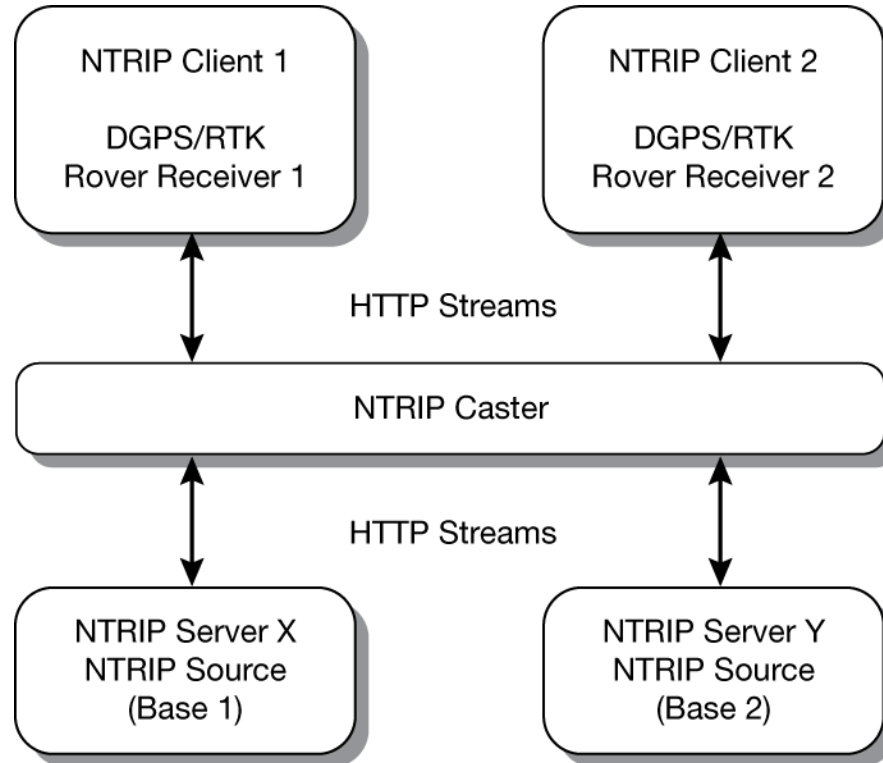 NTRIP Client 1
DGPS/RTK
Rover Receiver 1
NTRIP Client 2
DGPS/RTK
Rover Receiver 2
HTTP Streams
NTRIP Caster
HTTP Streams
NTRIP Server X
NTRIP Source
(Base 1)
NTRIP Server Y
NTRIP Source
(Base 2)